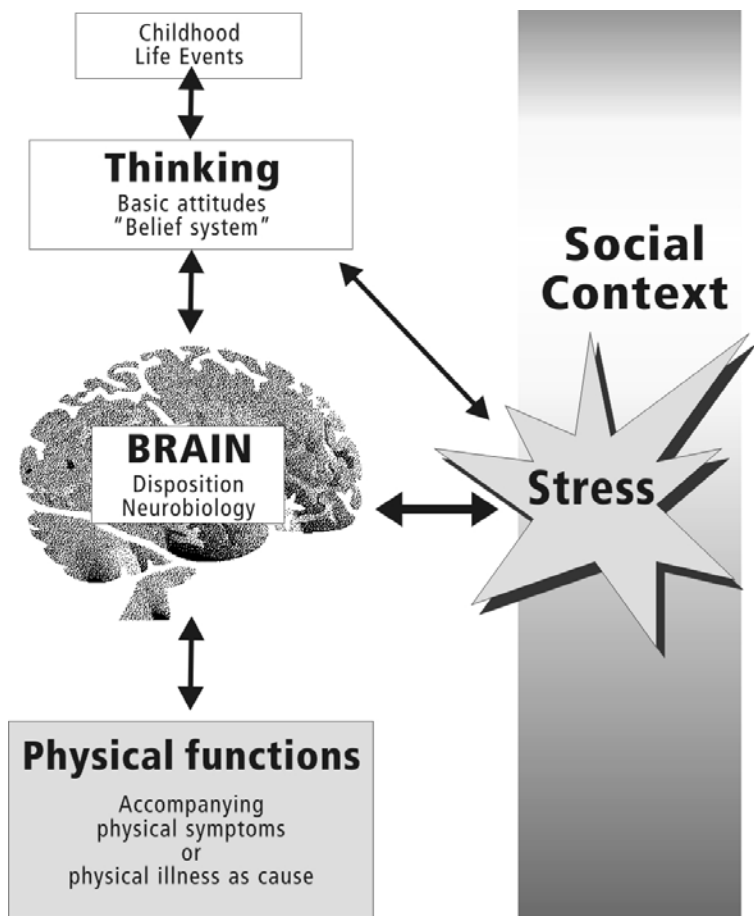 Childhood
Life Events
Thinking
Basic attitudes
"Belief system"
Social
Context
BRAIN
Disposition
Neurobiology
Stress
Physical functions
Accompanying
physical symptoms
or
physical illness as cause